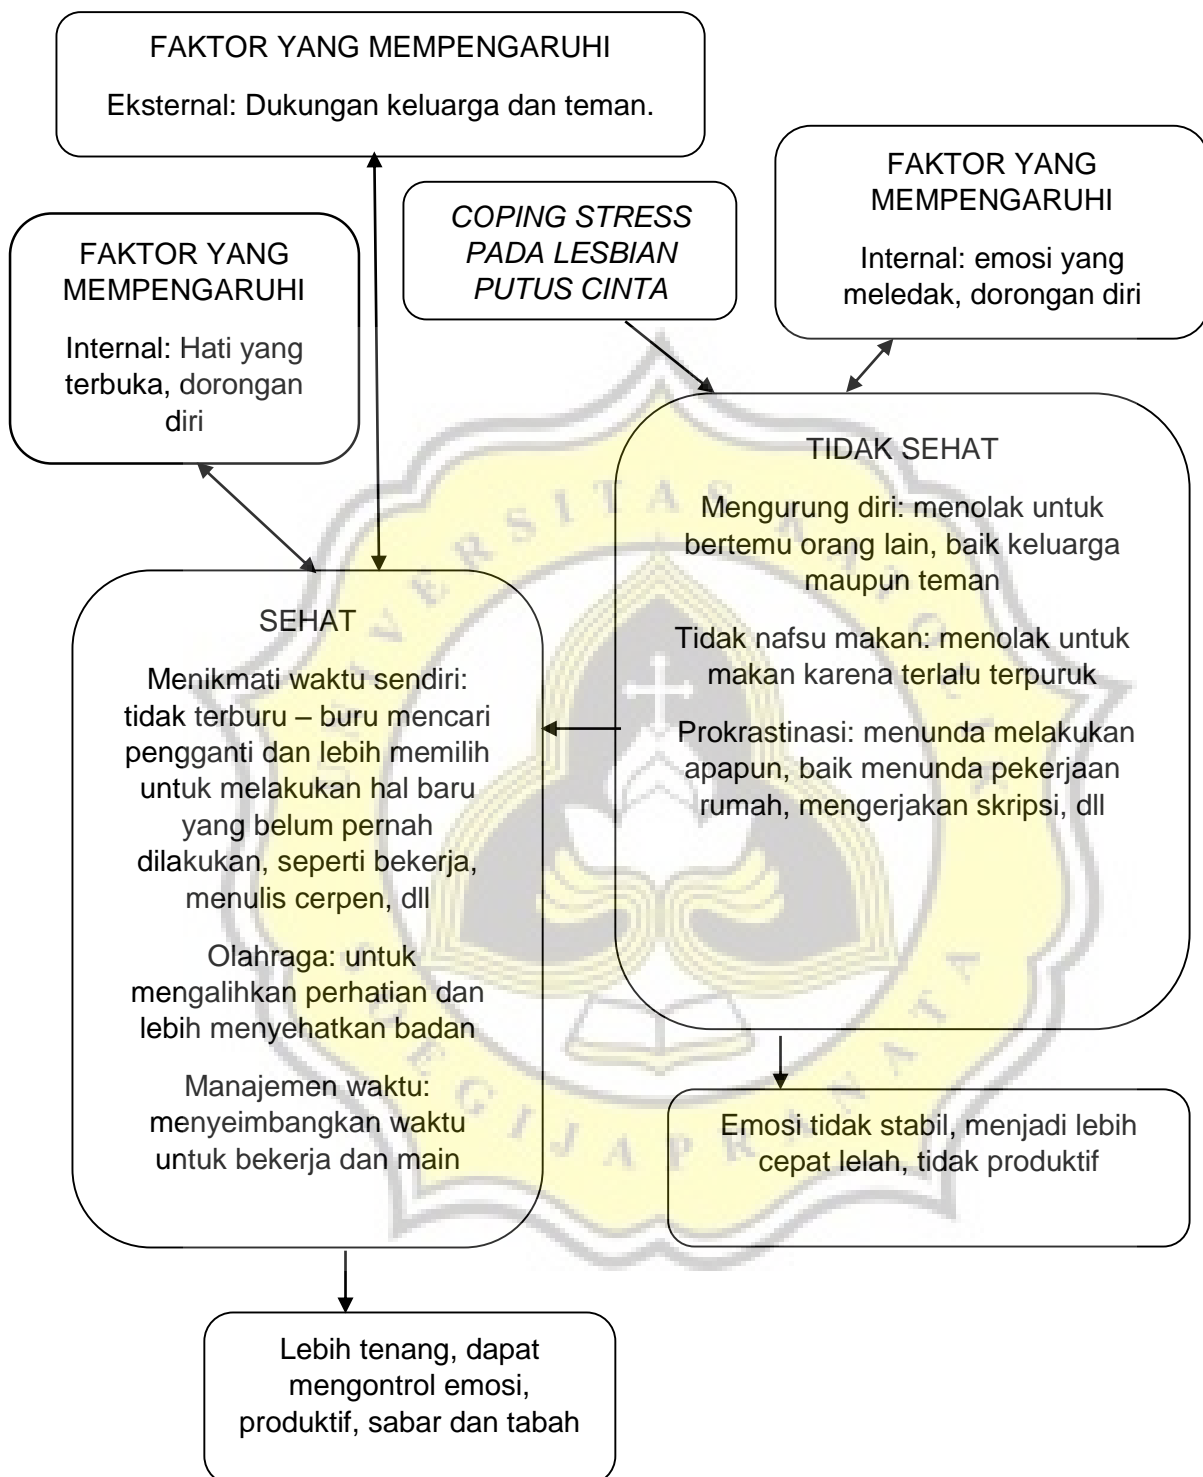 FAKTOR YANG MEMPENGARUHI
Eksternal: Dukungan keluarga dan teman.
FAKTOR YANG
MEMPENGARUHI
Internal: Hati yang
terbuka, dorongan
diri
COPING STRESS
PADA LESBIAN
PUTUS CINTA
FAKTOR YANG
MEMPENGARUHI
Internal: emosi yang
meledak, dorongan diri
TIDAK SEHAT
Mengurung diri: menolak untuk
bertemu orang lain, baik keluarga
maupun teman
Tidak nafsu makan: menolak untuk
makan karena terlalu terpuruk
Prokrastinasi: menunda melakukan
apapun, baik menunda pekerjaan
rumah, mengerjakan skripsi, dll
SEHAT
Menikmati waktu sendiri:
tidak terburu – buru mencari
pengganti dan lebih memilih
untuk melakukan hal baru
yang belum pernah
dilakukan, seperti bekerja,
menulis cerpen, dll
Olahraga: untuk
mengalihkan perhatian dan
lebih menyehatkan badan
Manajemen waktu:
menyeimbangkan waktu
untuk bekerja dan main
Emosi tidak stabil, menjadi lebih
cepat lelah, tidak produktif
Lebih tenang, dapat
mengontrol emosi,
produktif, sabar dan tabah
UNIVERSITAS KATOLIK
SOEGIJAPRANATA